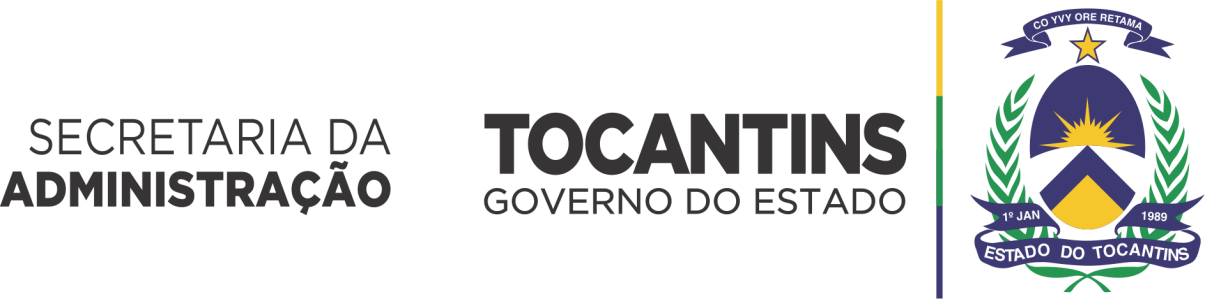 SECRETARIA DA
ADMINISTRAÇÃO
TOCANTINS
GOVERNO DO ESTADO
CO YVY ORE RETAMA
1º JAN 1989
ESTADO DO TOCANTINS